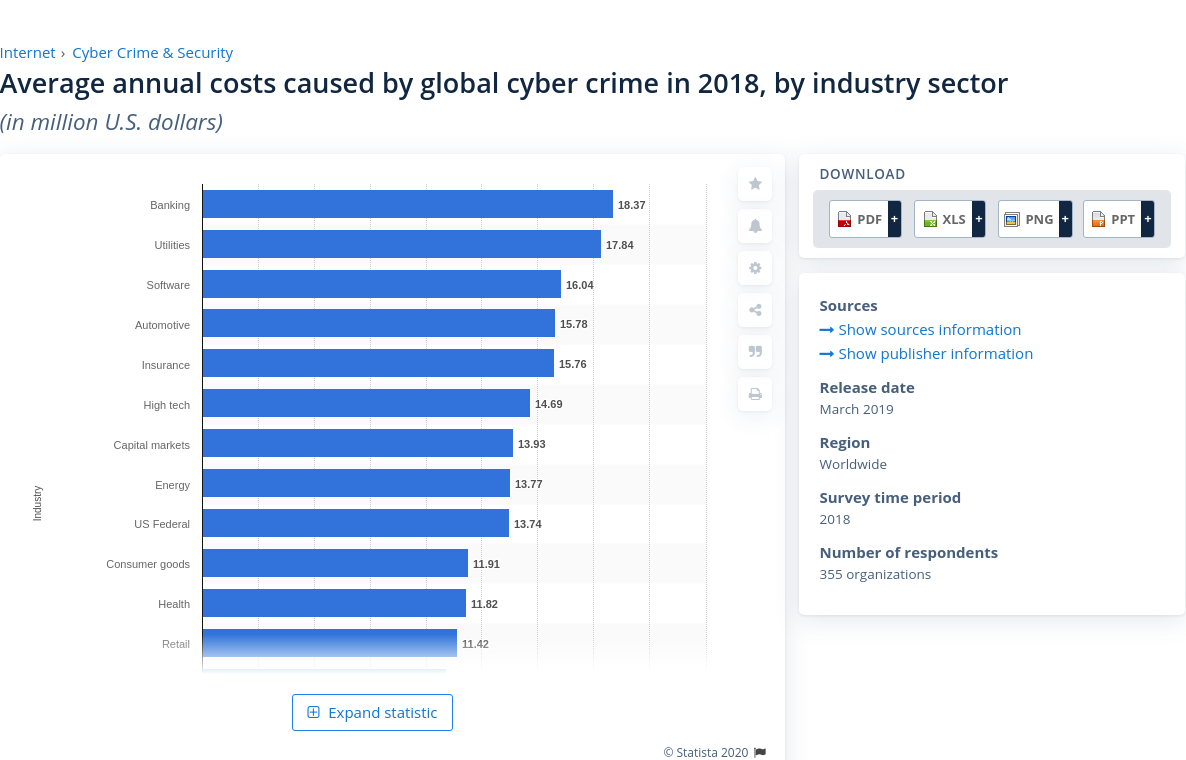 Internet › Cyber Crime & Security
Average annual costs caused by global cyber crime in 2018, by industry sector
(in million U.S. dollars)
Banking 18.37
Utilities 17.84
Software 16.04
Automotive 15.78
Insurance 15.76
High tech 14.69
Capital markets 13.93
Energy 13.77
US Federal 13.74
Consumer goods 11.91
Health 11.82
Retail 11.42
Industry
Expand statistic
© Statista 2020
DOWNLOAD
PDF + XLS + PNG + PPT +
Sources
Show sources information
Show publisher information
Release date
March 2019
Region
Worldwide
Survey time period
2018
Number of respondents
355 organizations